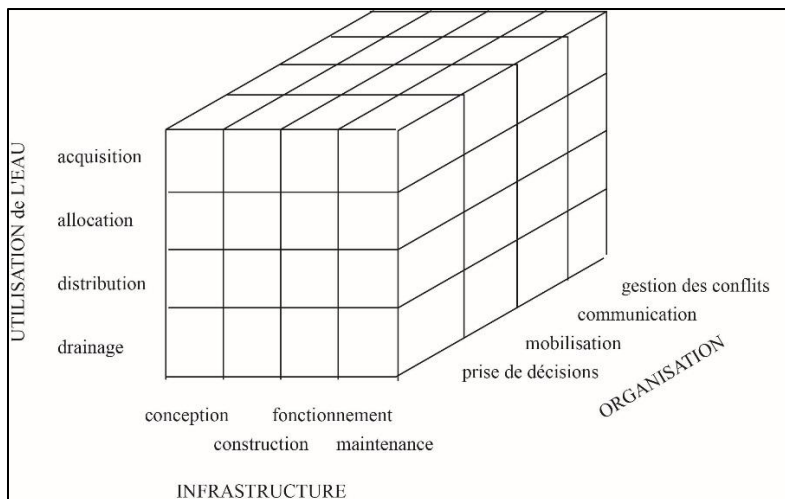 UTILISATION de L'EAU
acquisition
allocation
distribution
drainage
conception
fonctionnement
construction
maintenance
INFRASTRUCTURE
gestion des conflits
communication
mobilisation
prise de décisions
ORGANISATION